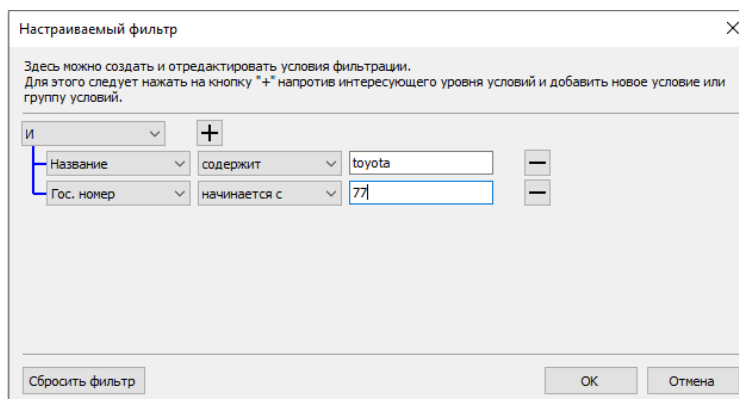 Настраиваемый фильтр
Здесь можно создать и отредактировать условия фильтрации.
Для этого следует нажать на кнопку "+" напротив интересующего уровня условий и добавить новое условие или
группу условий.
И
Название содержит toyota
Гос. номер начинается с 77
Сбросить фильтр OK Отмена